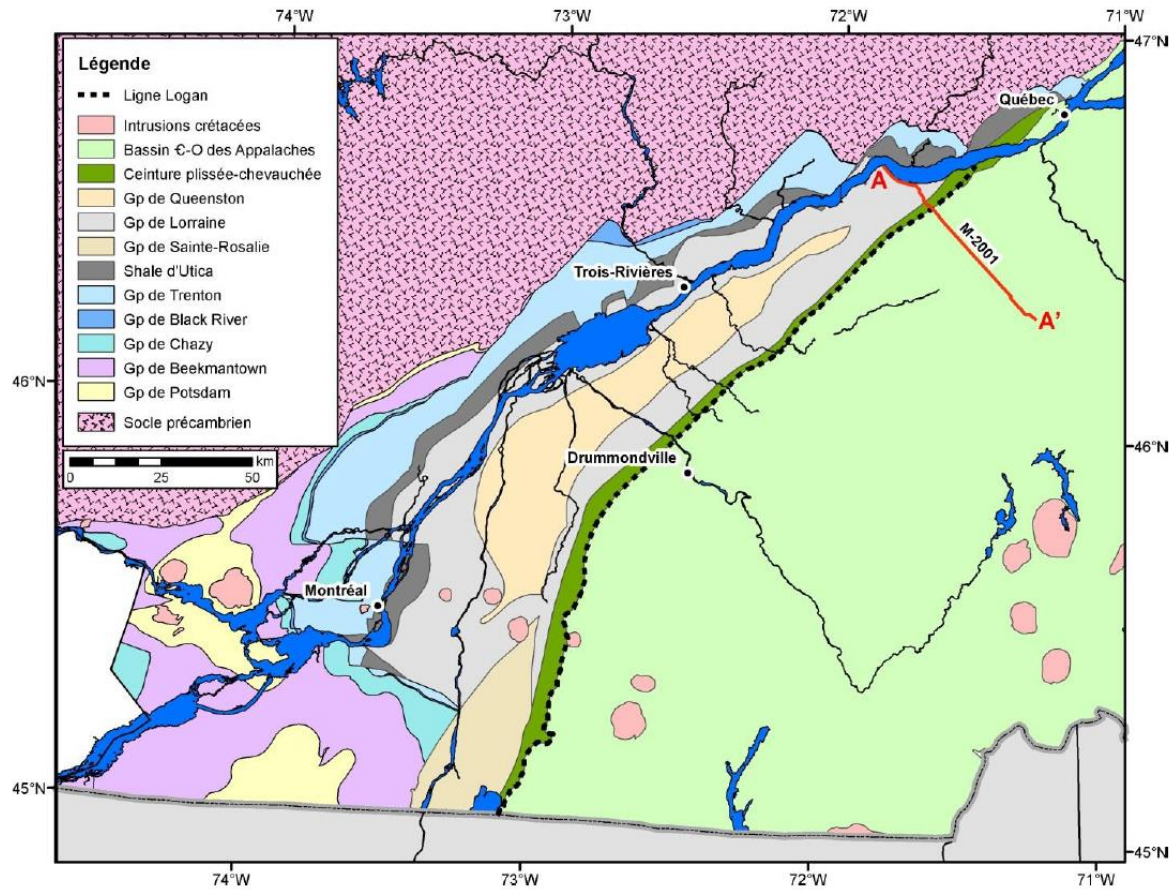 74°W
73°W
72°W
71°W
47°N
Légende
Ligne Logan
Intrusions crétacées
Bassin Є-O des Appalaches
Ceinture plissée-chevauchée
Gp de Queenston
Gp de Lorraine
Gp de Sainte-Rosalie
Shale d'Utica
Gp de Trenton
Gp de Black River
Gp de Chazy
Gp de Beekmantown
Gp de Potsdam
Socle précambrien
km
0 25 50
Québec
A
M-2001
A'
Trois-Rivières
46°N
46°N
Drummondville
Montréal
45°N
45°N
74°W
73°W
72°W
71°W